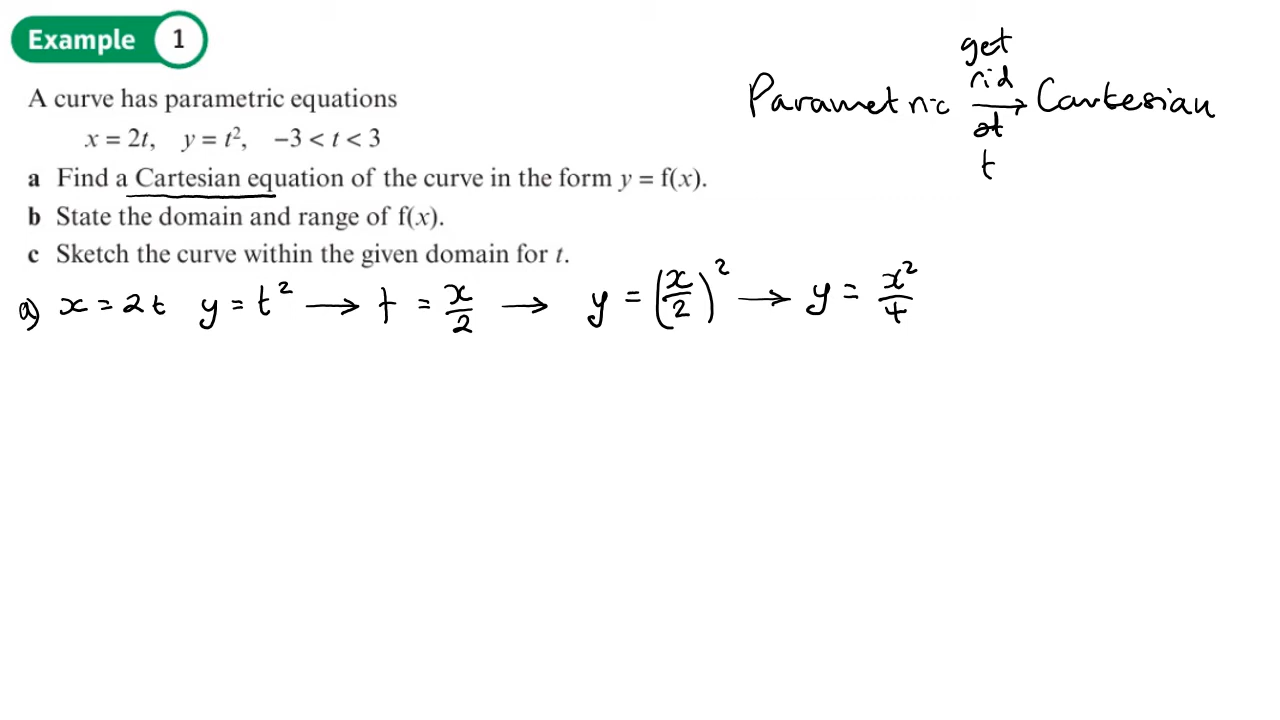 Example 1
A curve has parametric equations
x = 2t, y = t², −3 < t < 3
a Find a Cartesian equation of the curve in the form y = f(x).
b State the domain and range of f(x).
c Sketch the curve within the given domain for t.
Parametric → Cartesian
get
rid
of
t
a) x = 2t y = t² → t = x/2 → y = (x/2)² → y = x²/4